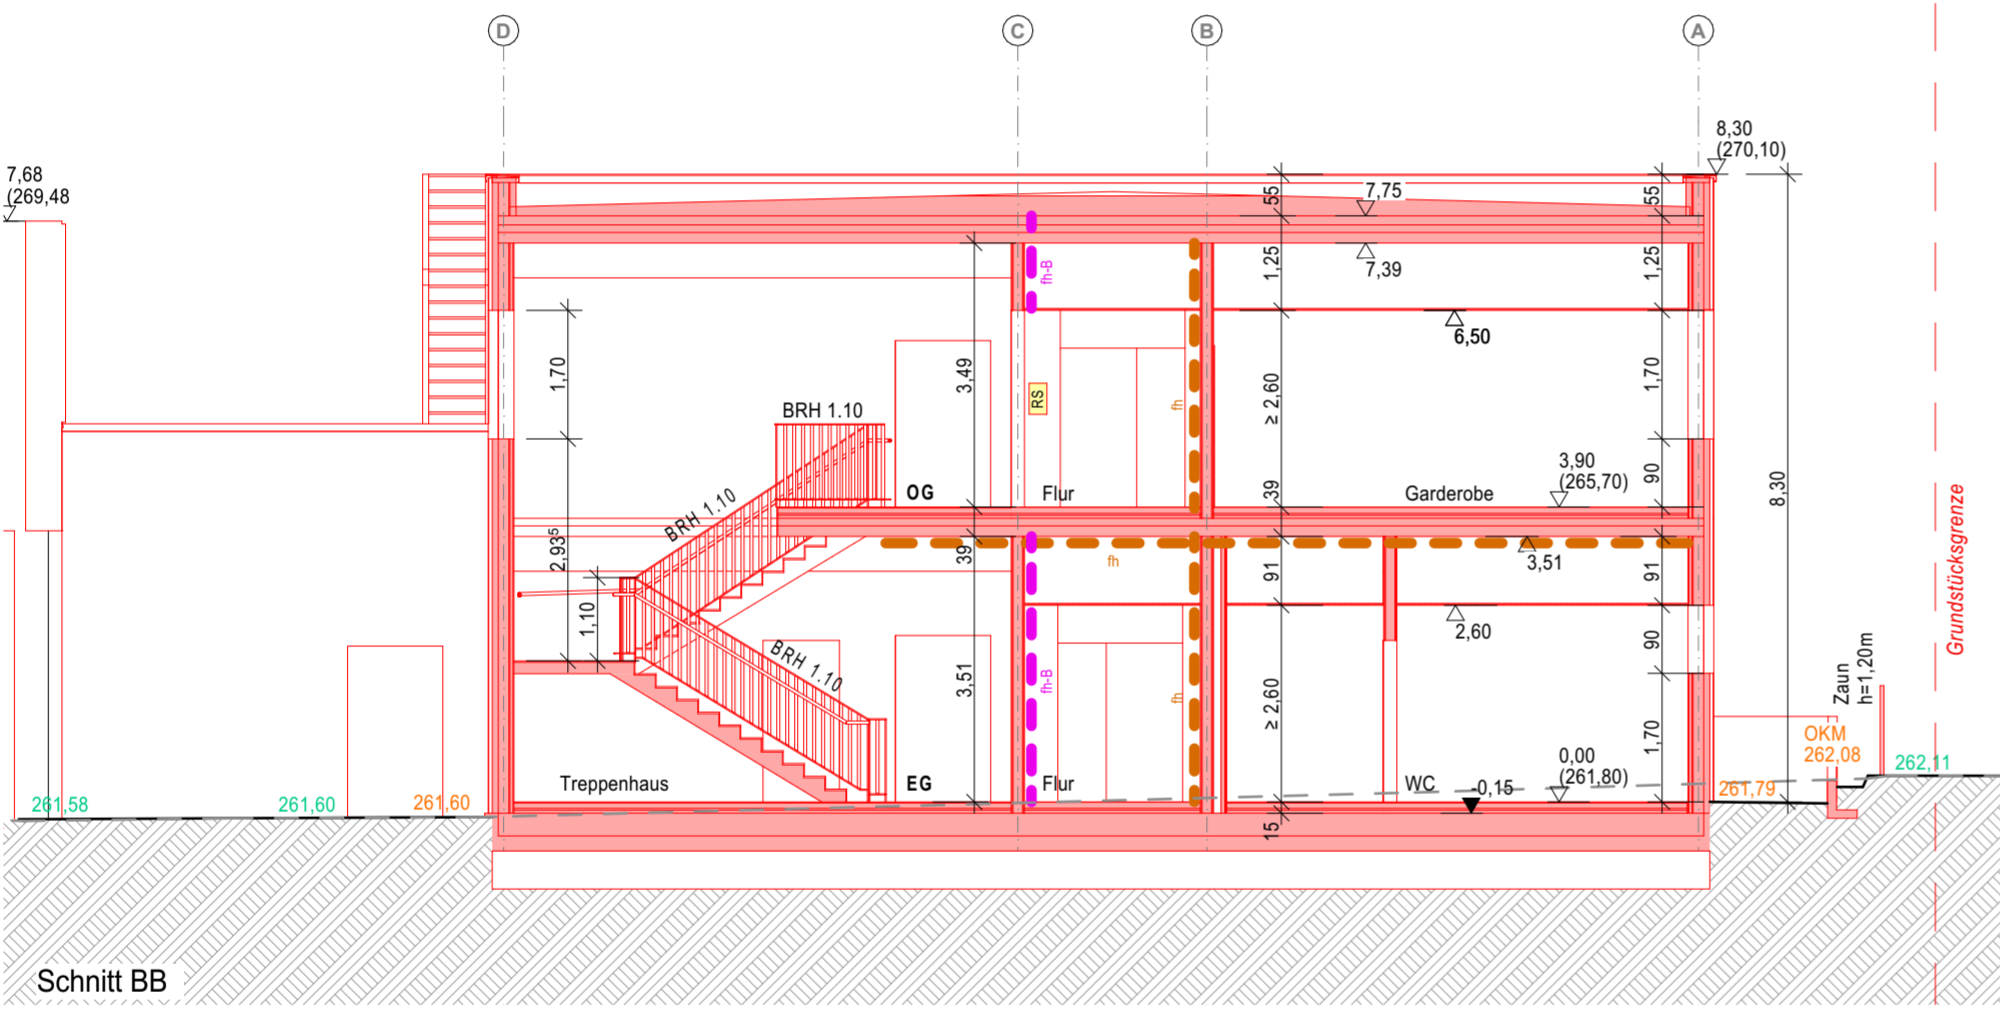 D
C
B
A
8,30
(270,10)
7,68
(269,48
55
7,75
55
1,25
7,39
1,25
fh-B
6,50
1,70
3,49
≥ 2,60
1,70
RS
fh
BRH 1.10
3,90
(265,70)
90
8,30
OG
Flur
39
Garderobe
BRH 1.10
2,93⁵
39
fh
91
3,51
91
1,10
2,60
90
Grundstücksgrenze
Zaun
h=1,20m
BRH 1.10
3,51
fh-B
fh
≥ 2,60
1,70
OKM
262,08
262,11
Treppenhaus
EG
Flur
WC
-0,15
0,00
(261,80)
261,79
261,58
261,60
261,60
15
Schnitt BB